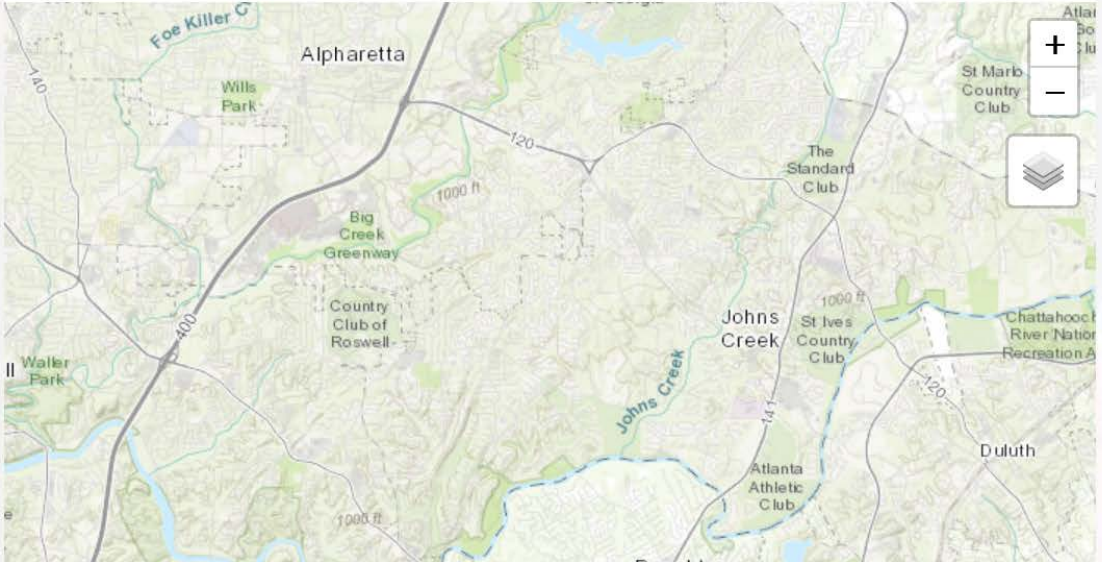 Foe Killer C
Alpharetta
140
Wills
Park
120
St Marlo
Country
Club
The
Standard
Club
1000 ft
Big
Creek
Greenway
Country
Club of
Roswell
400
Johns
Creek
1000 ft
St Ives
Country
Club
Chattahooch
River Nation
Recreation A
ll
Waller
Park
Johns Creek
141
120
Duluth
Atlanta
Athletic
Club
1000 ft
e
+
−